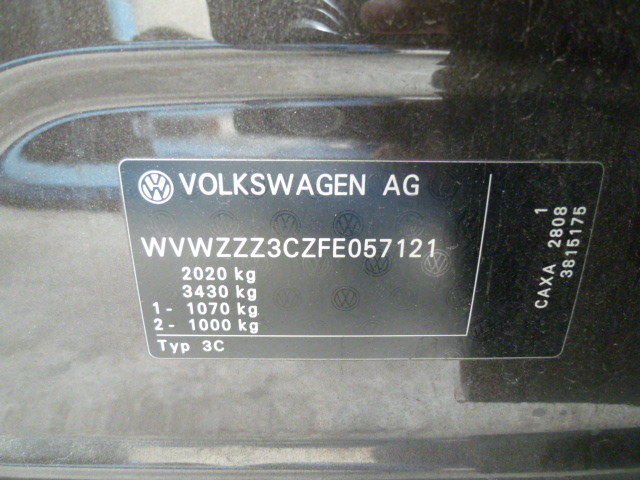 VOLKSWAGEN AG
WVWZZZ3CZFE057121
2020 kg
3430 kg
1- 1070 kg
2- 1000 kg
Typ 3C
1
CAXA 2808
3815175